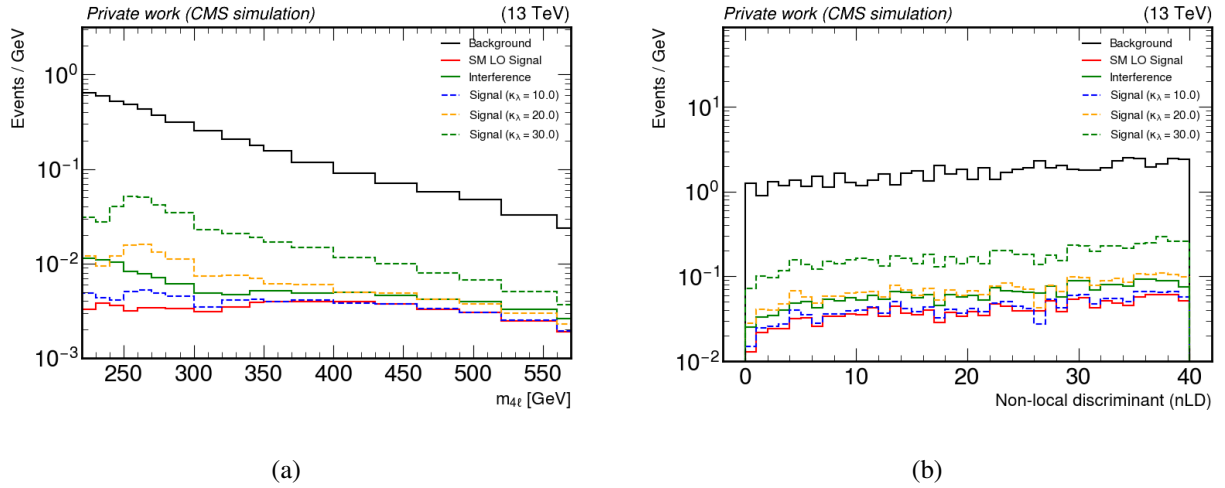 Private work (CMS simulation) (13 TeV)
Events / GeV
10⁰
10⁻¹
10⁻²
10⁻³
Background
SM LO Signal
Interference
Signal (κλ = 10.0)
Signal (κλ = 20.0)
Signal (κλ = 30.0)
250 300 350 400 450 500 550
m4ℓ [GeV]
(a)
Private work (CMS simulation) (13 TeV)
Events / GeV
10¹
10⁰
10⁻¹
10⁻²
Background
SM LO Signal
Interference
Signal (κλ = 10.0)
Signal (κλ = 20.0)
Signal (κλ = 30.0)
0 10 20 30 40
Non-local discriminant (nLD)
(b)